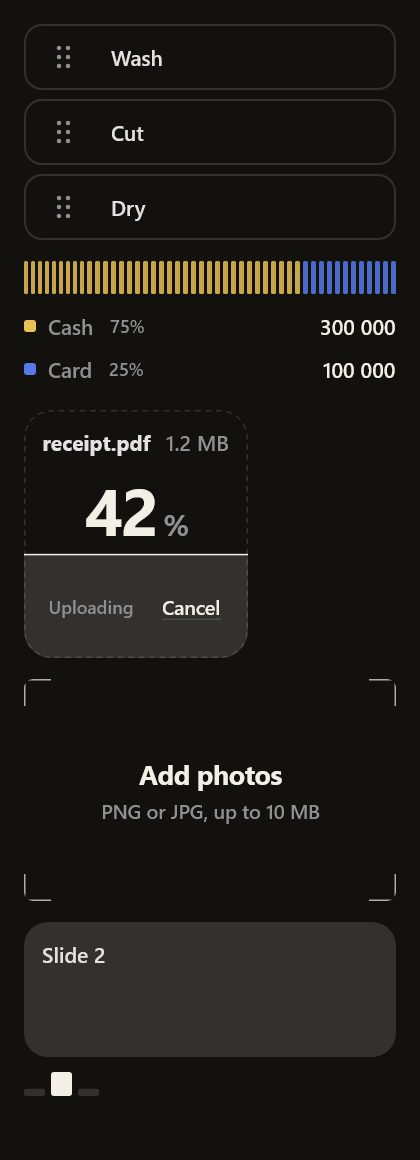 Wash
Cut
Dry
Cash 75% 300 000
Card 25% 100 000
receipt.pdf 1.2 MB
42 %
Uploading Cancel
Add photos
PNG or JPG, up to 10 MB
Slide 2